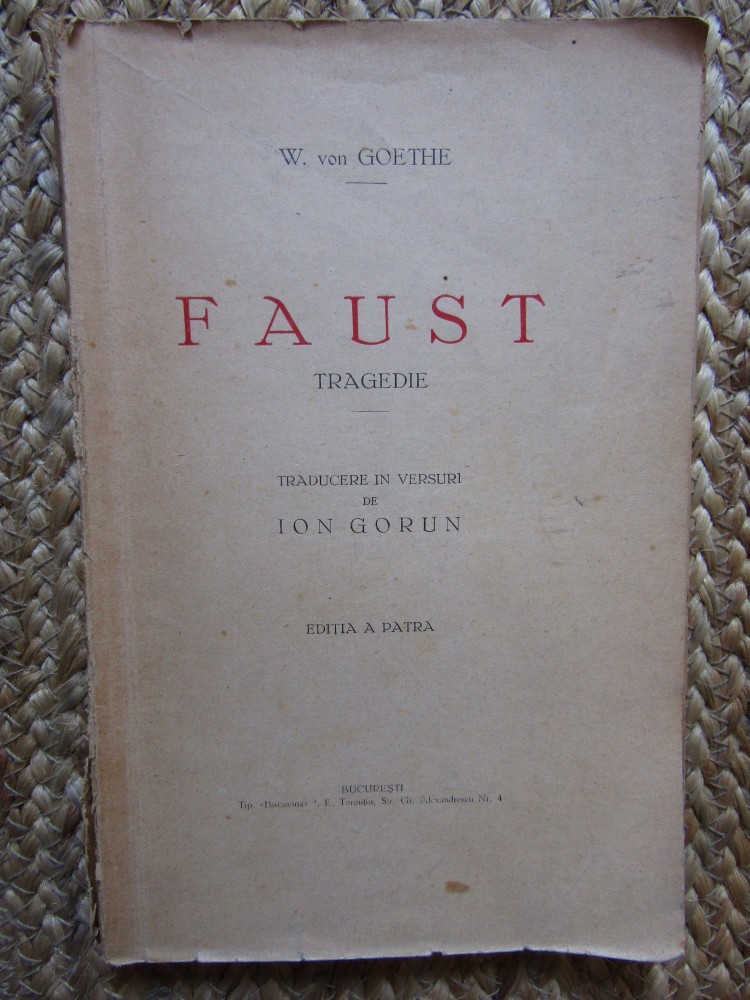 W. von GOETHE
FAUST
TRAGEDIE
TRADUCERE IN VERSURI
DE
ION GORUN
EDIȚIA A PATRA
BUCUREȘTI
Tip. «Bucovina» E. Torouțiu, Str. Gr. Alexandrescu Nr. 4